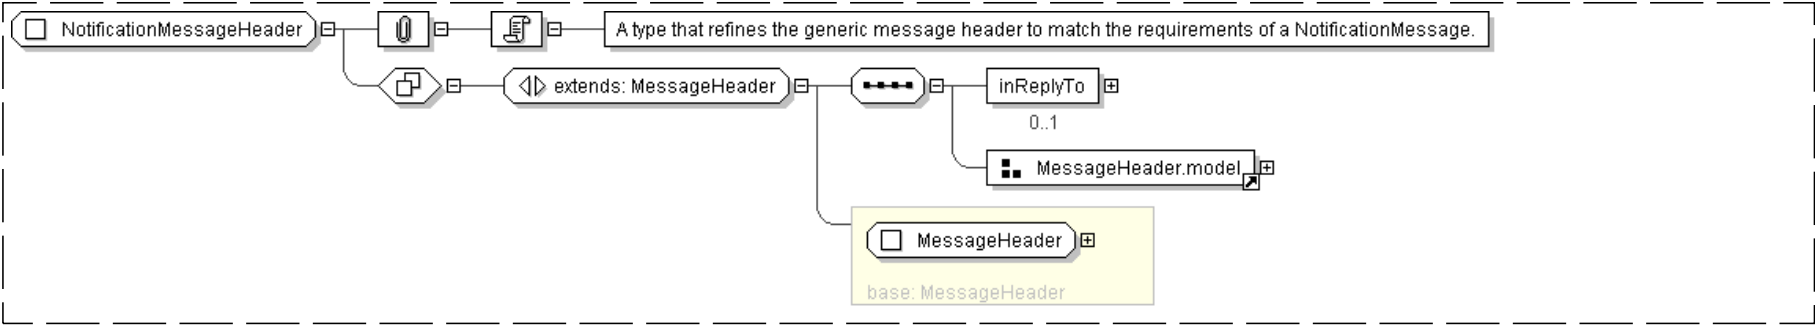 NotificationMessageHeader
A type that refines the generic message header to match the requirements of a NotificationMessage.
extends: MessageHeader
inReplyTo
0..1
MessageHeader.model
MessageHeader
base: MessageHeader